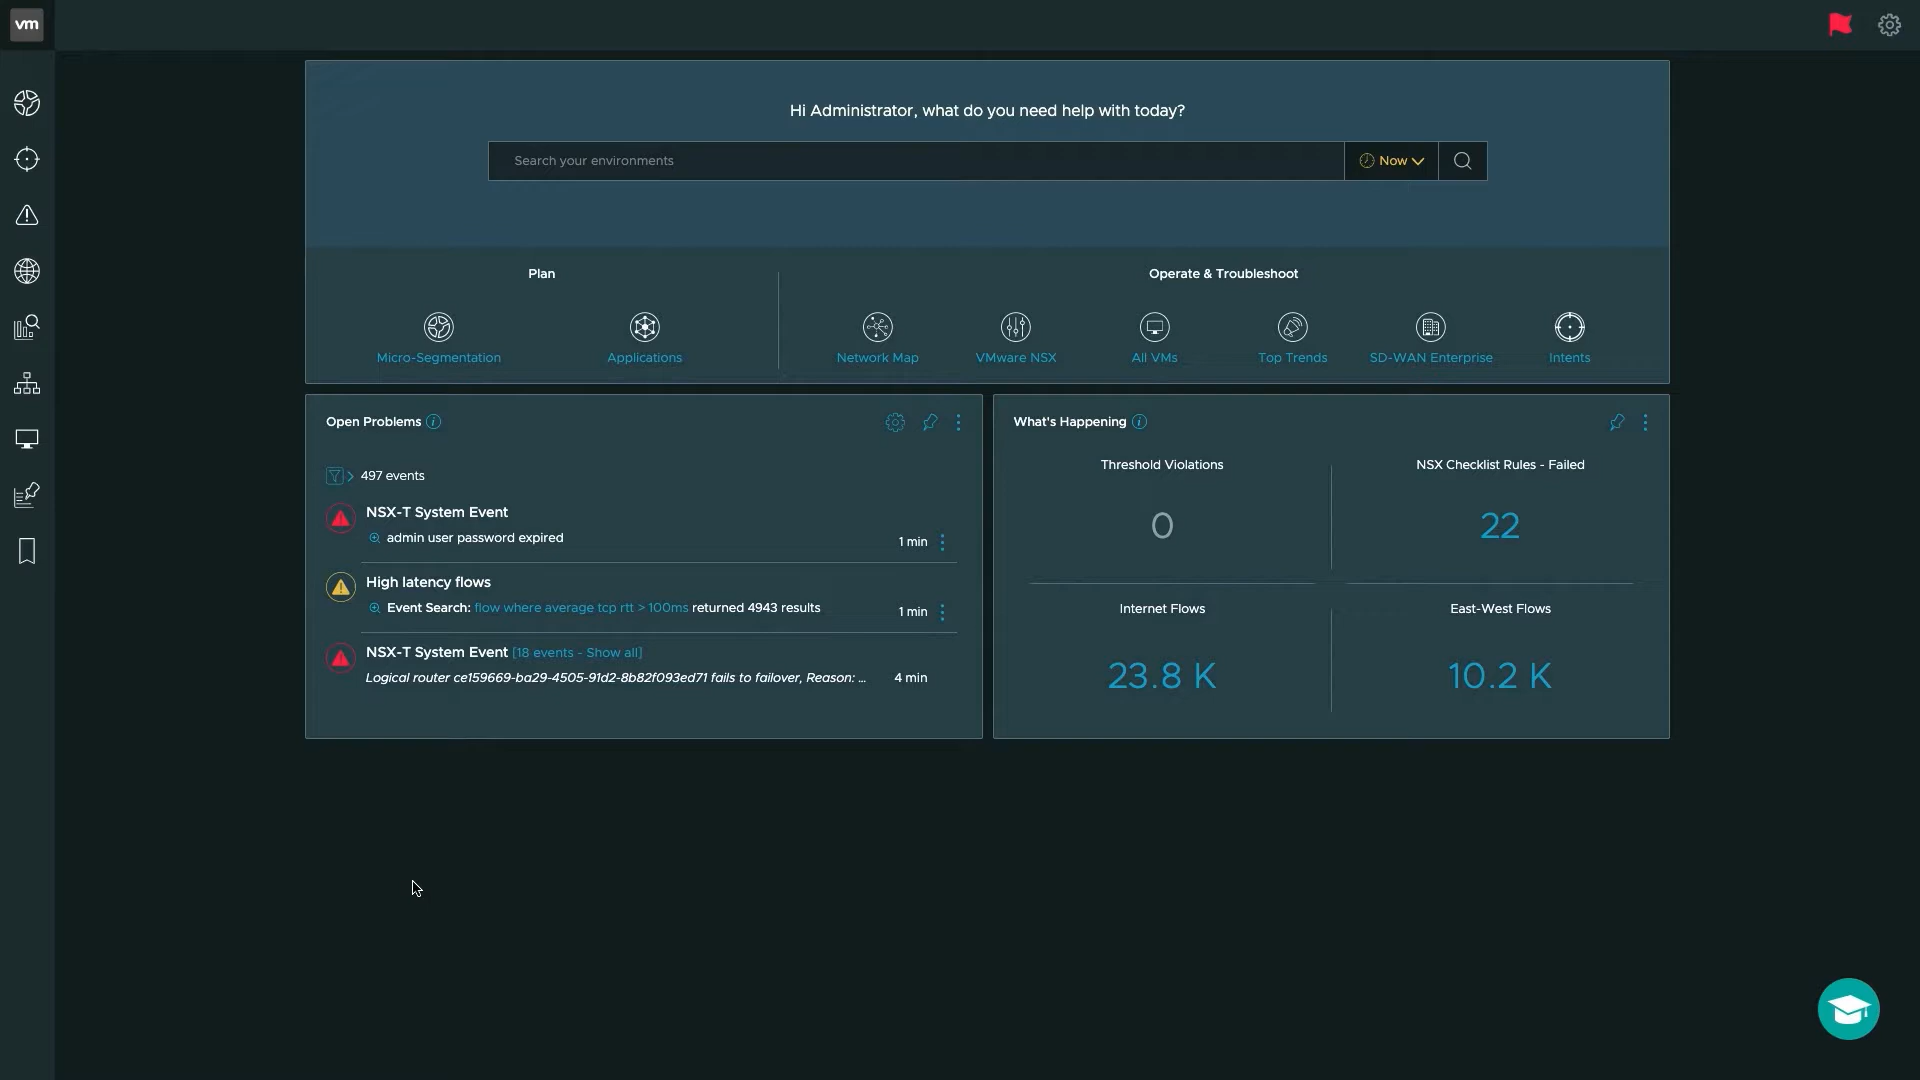 vm
Hi Administrator, what do you need help with today?
Search your environments
Now
Plan
Operate & Troubleshoot
Micro-Segmentation
Applications
Network Map
VMware NSX
All VMs
Top Trends
SD-WAN Enterprise
Intents
Open Problems
497 events
NSX-T System Event
admin user password expired
1 min
High latency flows
Event Search: flow where average tcp rtt > 100ms returned 4943 results
1 min
NSX-T System Event [18 events - Show all]
Logical router ce159669-ba29-4505-91d2-8b82f093ed71 fails to failover, Reason: ...
4 min
What's Happening
Threshold Violations
0
NSX Checklist Rules - Failed
22
Internet Flows
23.8 K
East-West Flows
10.2 K